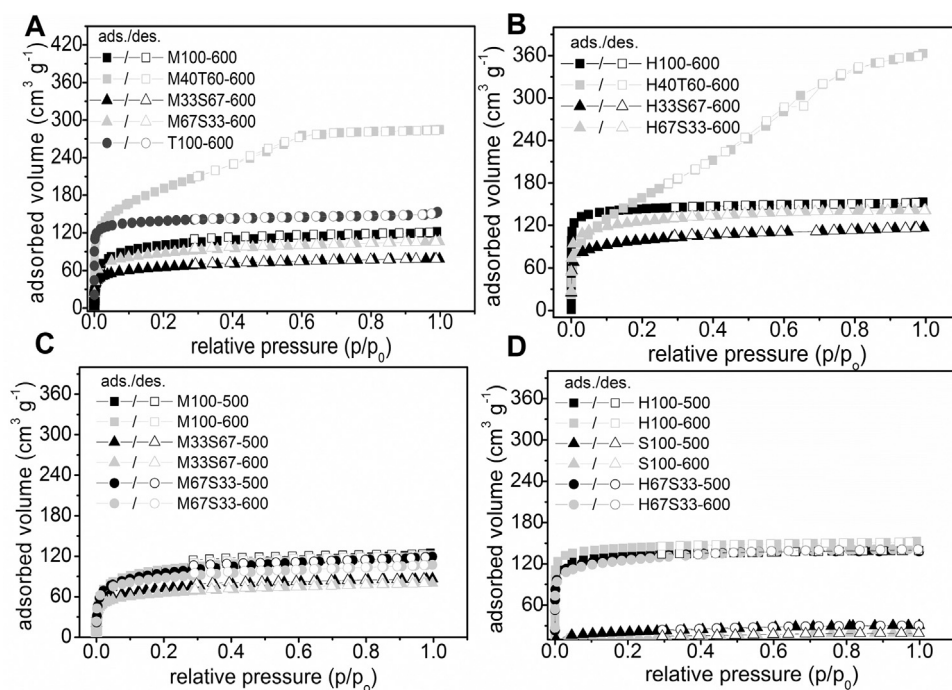 A
adsorbed volume (cm³ g⁻¹)
420
360
300
240
180
120
60
0
ads./des.
/ M100-600
/ M40T60-600
/ M33S67-600
/ M67S33-600
/ T100-600
0.0 0.2 0.4 0.6 0.8 1.0
relative pressure (p/p₀)
B
adsorbed volume (cm³ g⁻¹)
360
300
240
180
120
60
0
ads./des.
/ H100-600
/ H40T60-600
/ H33S67-600
/ H67S33-600
0.0 0.2 0.4 0.6 0.8 1.0
relative pressure (p/pₒ)
C
adsorbed volume (cm³ g⁻¹)
360
300
240
180
120
60
0
ads./des.
/ M100-500
/ M100-600
/ M33S67-500
/ M33S67-600
/ M67S33-500
/ M67S33-600
0.0 0.2 0.4 0.6 0.8 1.0
relative pressure (p/p₀)
D
adsorbed volume (cm³ g⁻¹)
360
300
240
180
120
60
ads./des.
/ H100-500
/ H100-600
/ S100-500
/ S100-600
/ H67S33-500
/ H67S33-600
0.0 0.2 0.4 0.6 0.8 1.0
relative pressure (p/p₀)